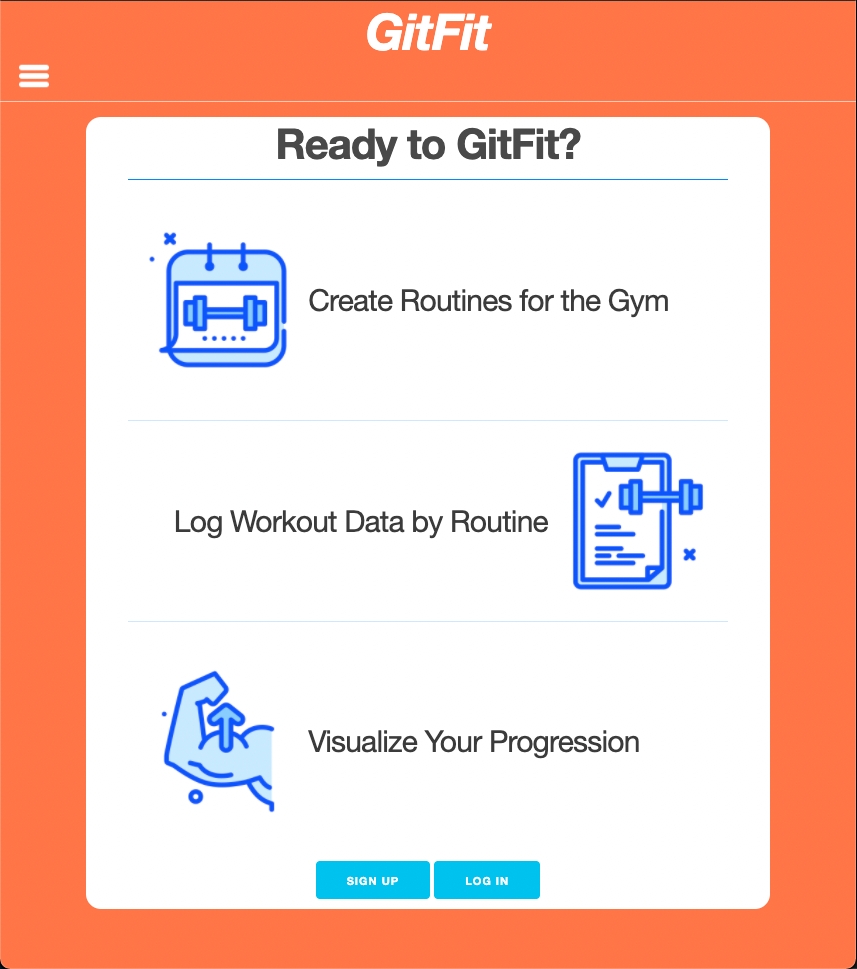 GitFit
Ready to GitFit?
Create Routines for the Gym
Log Workout Data by Routine
Visualize Your Progression
SIGN UP
LOG IN